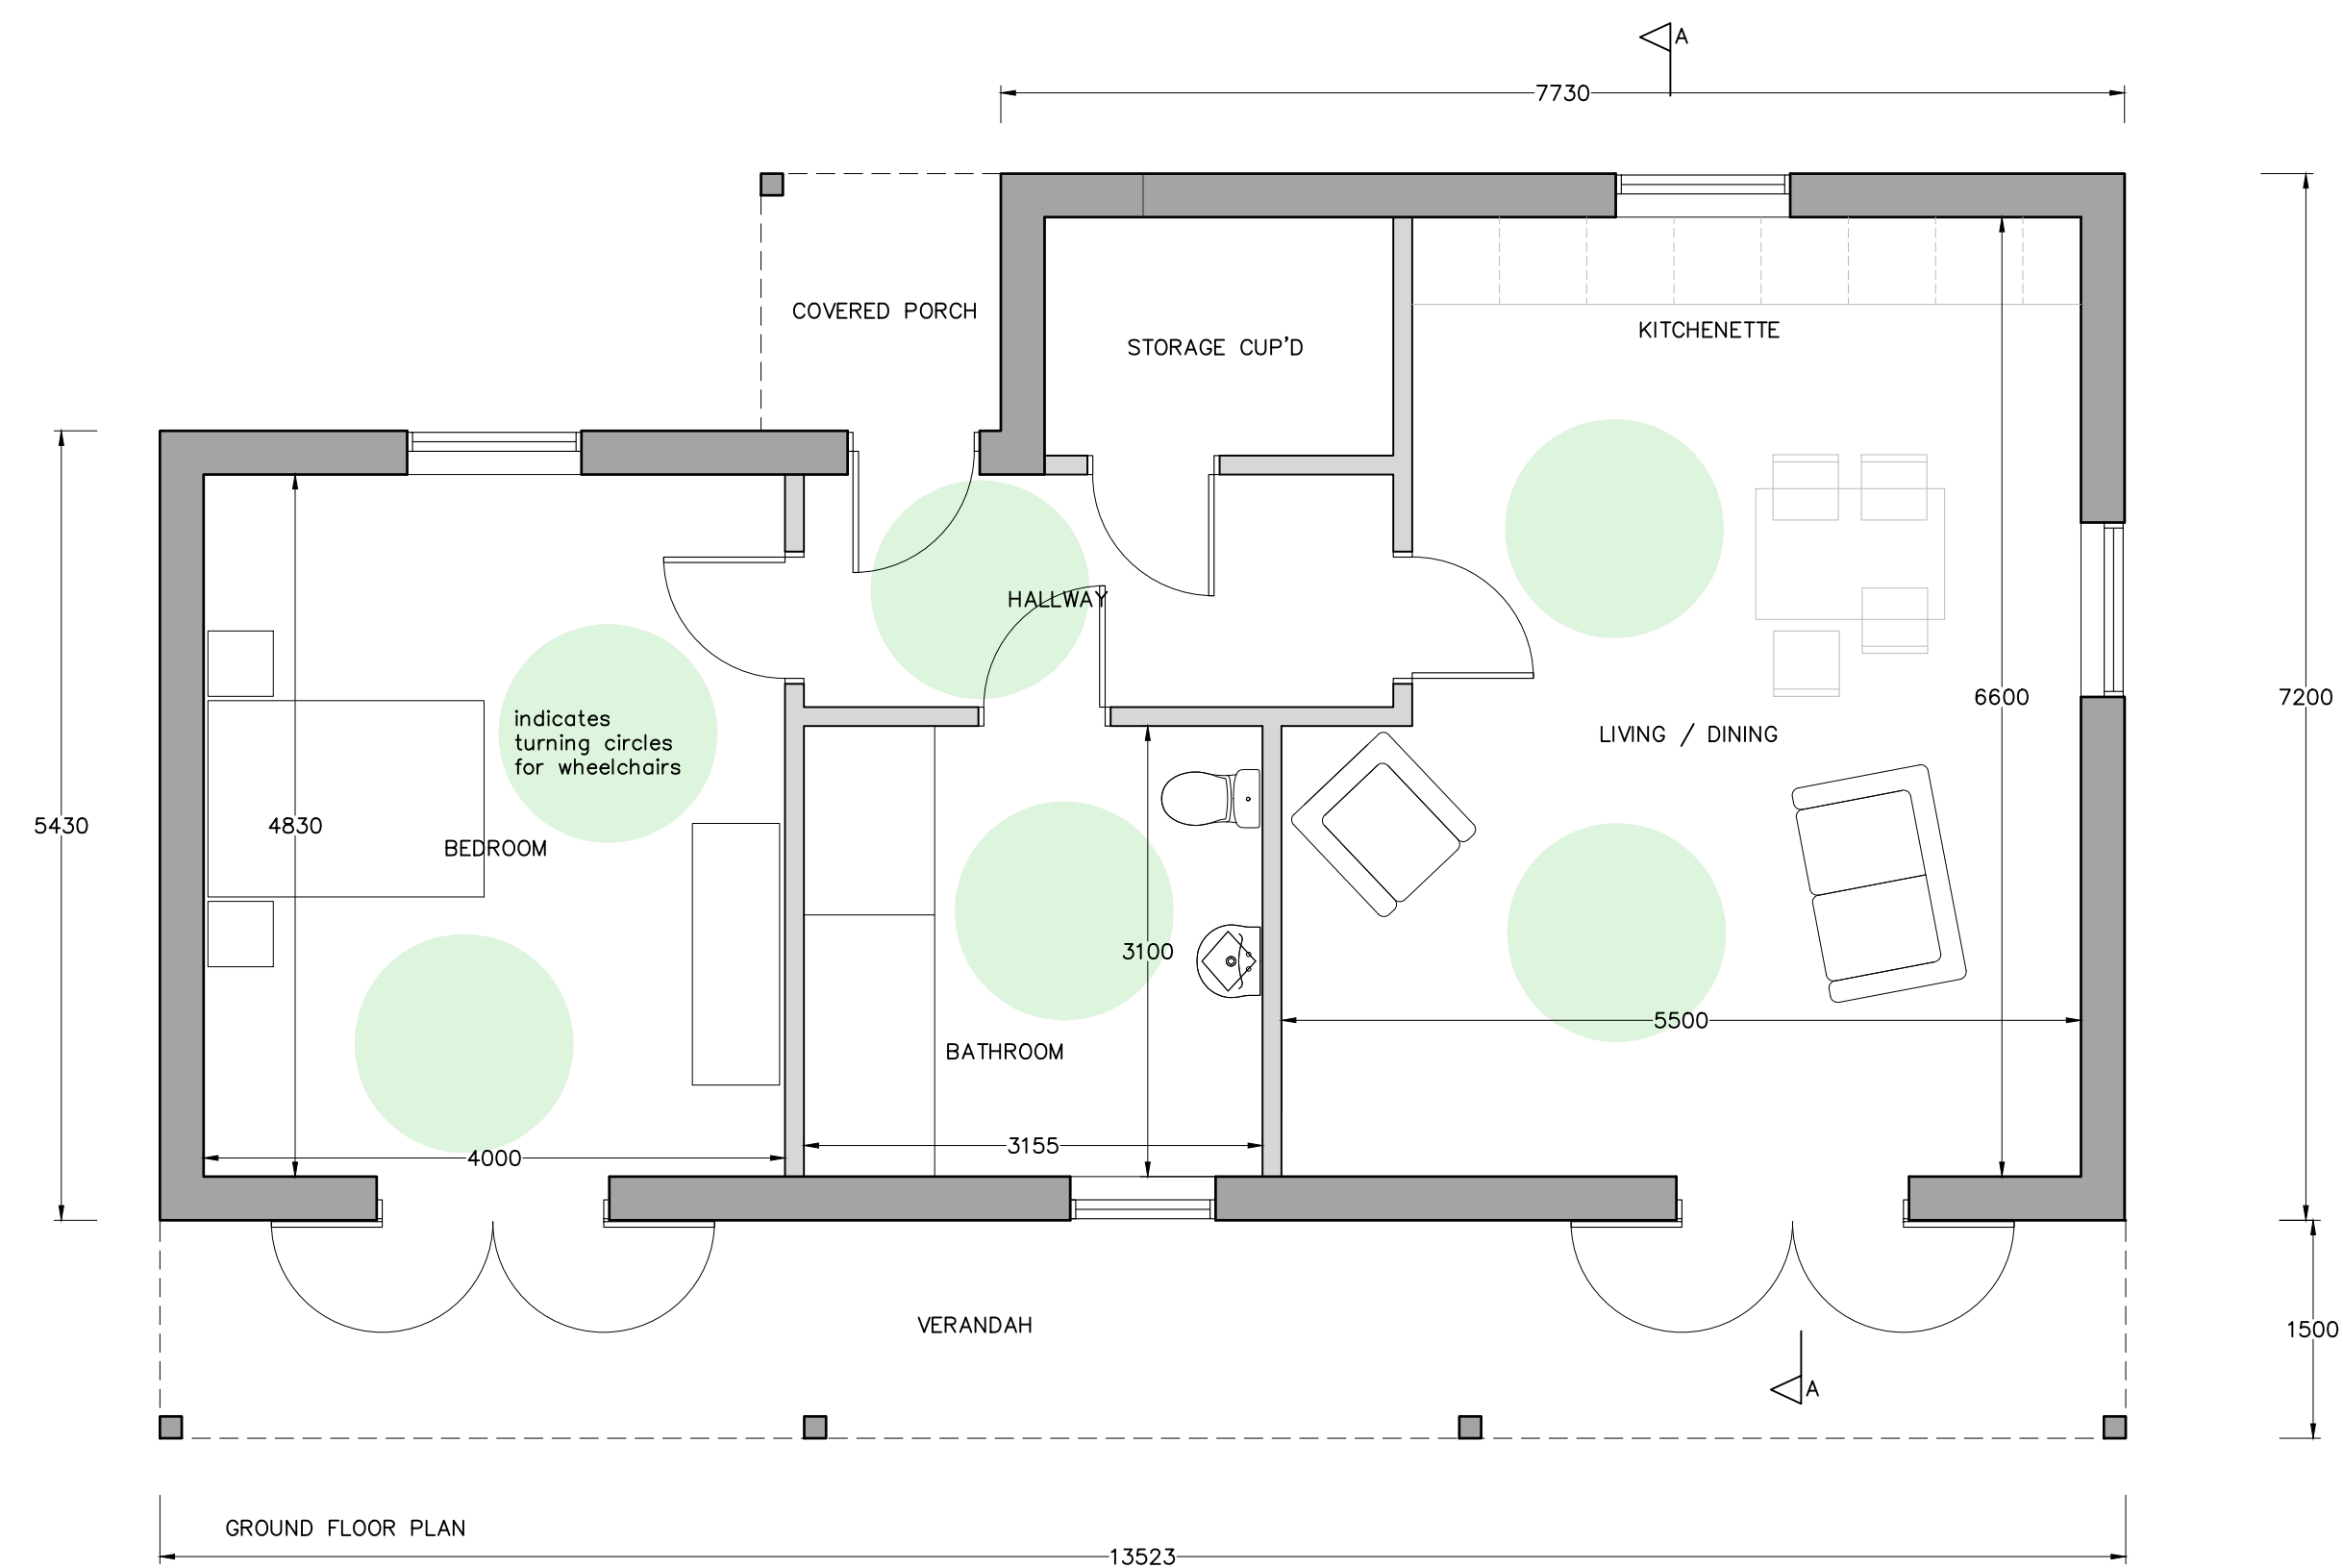 A
7730
COVERED PORCH
STORAGE CUP'D
KITCHENETTE
HALLWAY
6600
7200
indicates
turning circles
for wheelchairs
LIVING / DINING
5430
4830
BEDROOM
3100
5500
BATHROOM
3155
4000
VERANDAH
1500
A
GROUND FLOOR PLAN
13523